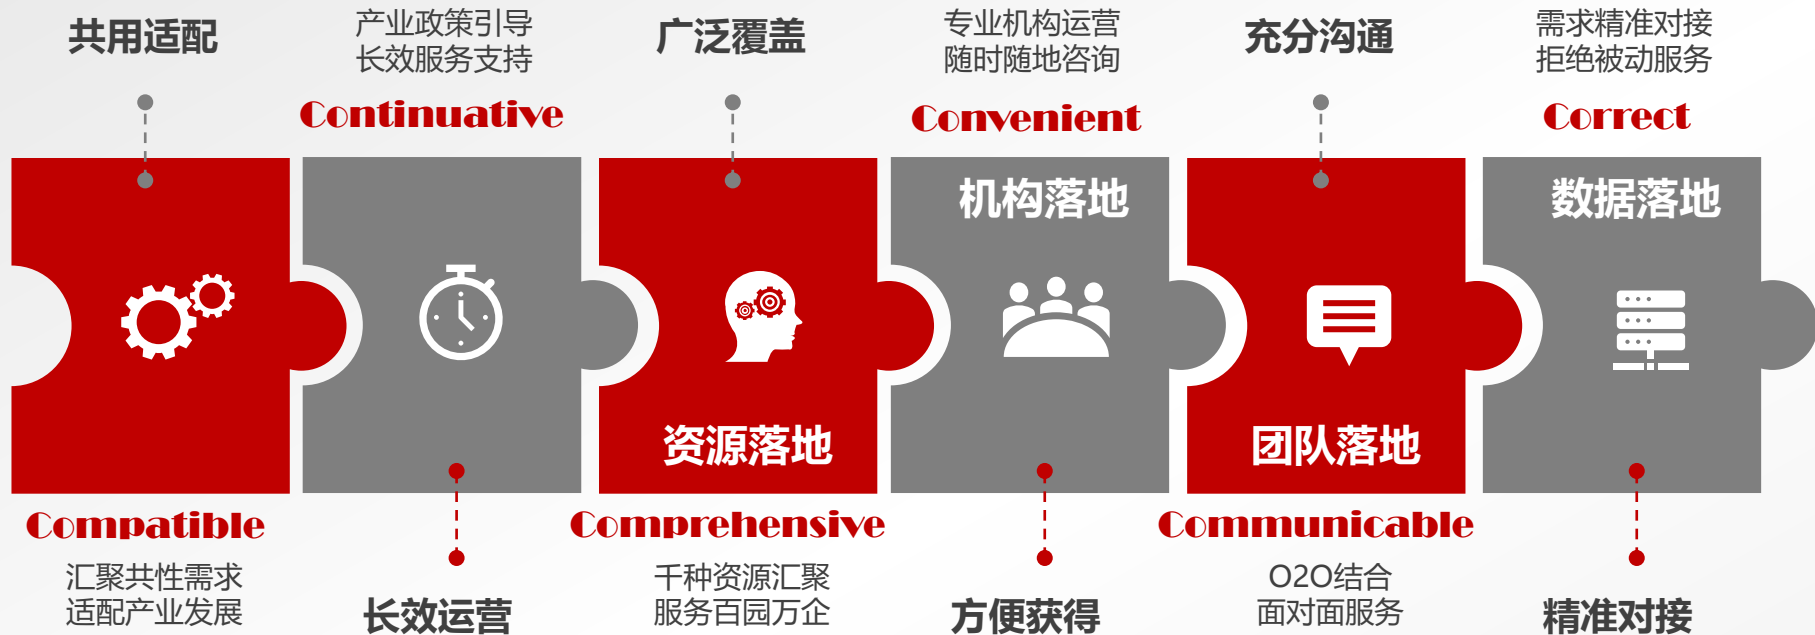 共用适配
Compatible
汇聚共性需求
适配产业发展
产业政策引导
长效服务支持
Continuative
长效运营
广泛覆盖
资源落地
Comprehensive
千种资源汇聚
服务百园万企
专业机构运营
随时随地咨询
Convenient
机构落地
方便获得
充分沟通
团队落地
Communicable
O2O结合
面对面服务
需求精准对接
拒绝被动服务
Correct
数据落地
精准对接